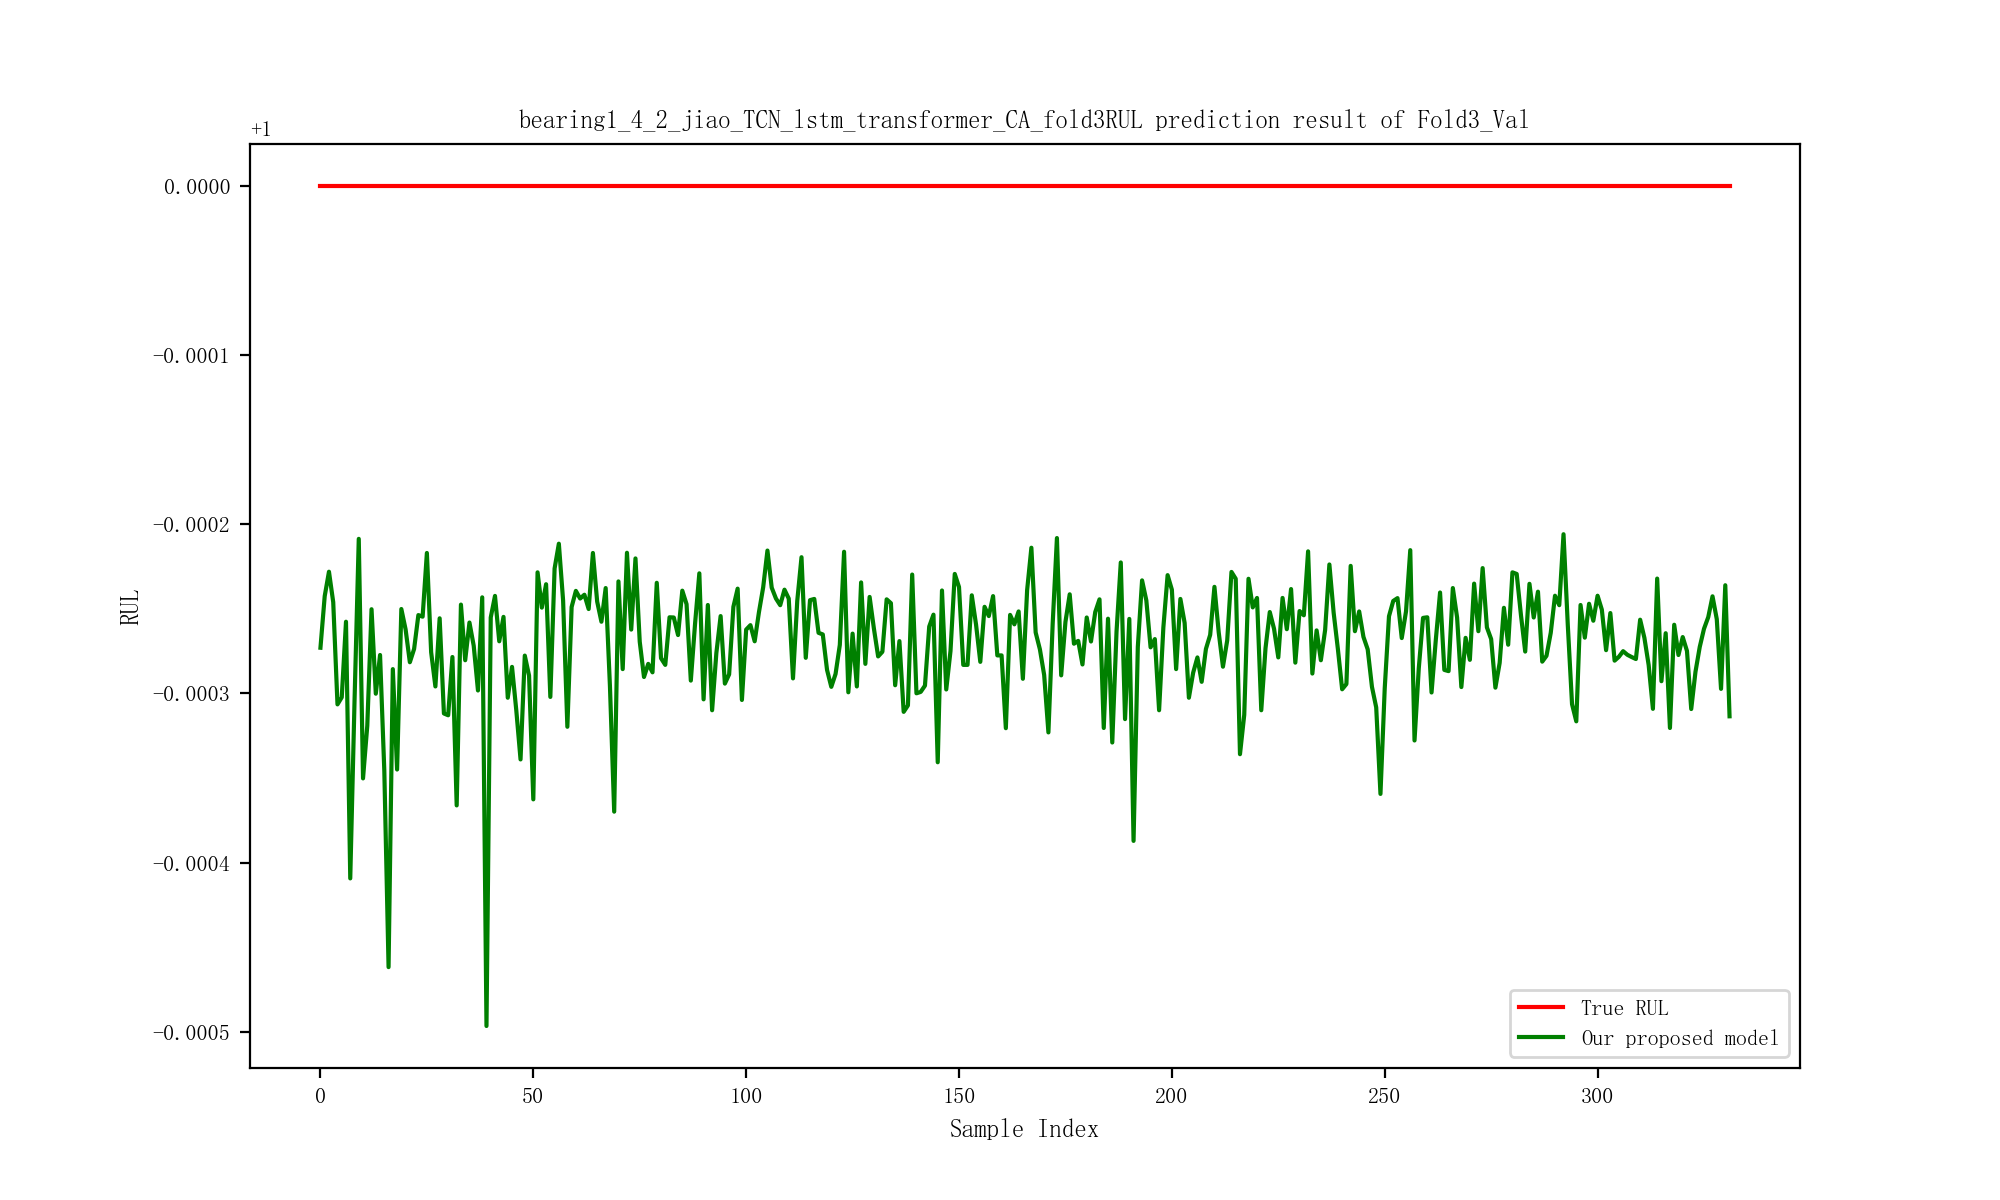 bearing1_4_2_jiao_TCN_lstm_transformer_CA_fold3RUL prediction result of Fold3_Val
+1
0.0000
-0.0001
-0.0002
-0.0003
-0.0004
-0.0005
RUL
0 50 100 150 200 250 300
Sample Index
True RUL
Our proposed model